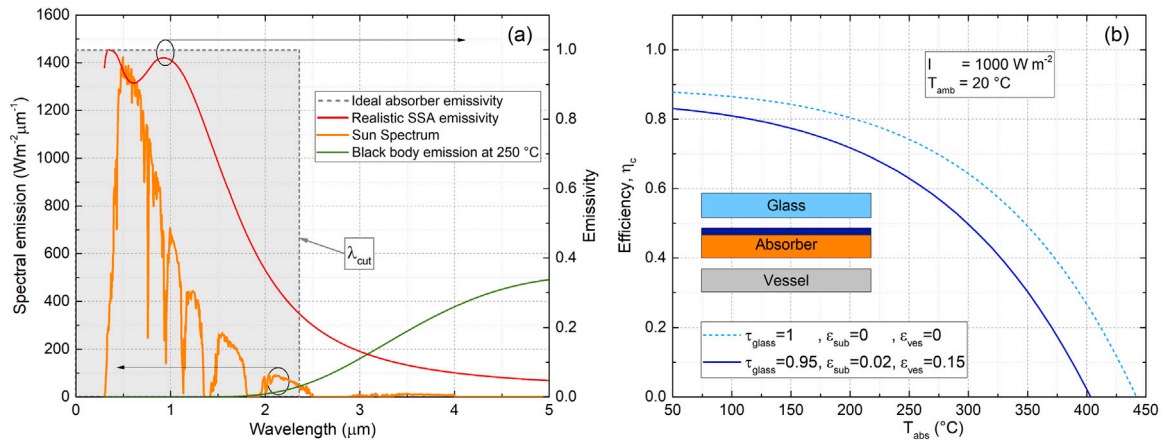 (a)
1600
1400
1200
1000
800
600
400
200
0
Spectral emission (Wm⁻²μm⁻¹)
Ideal absorber emissivity
Realistic SSA emissivity
Sun Spectrum
Black body emission at 250 °C
λcut
1.0
0.8
0.6
0.4
0.2
0.0
Emissivity
0 1 2 3 4 5
Wavelength (μm)
(b)
1.0
0.8
0.6
0.4
0.2
0.0
Efficiency, ηc
I = 1000 W m⁻²
Tamb = 20 °C
Glass
Absorber
Vessel
τglass=1 , εsub=0 , εves=0
τglass=0.95, εsub=0.02, εves=0.15
50 100 150 200 250 300 350 400 450
Tabs (°C)